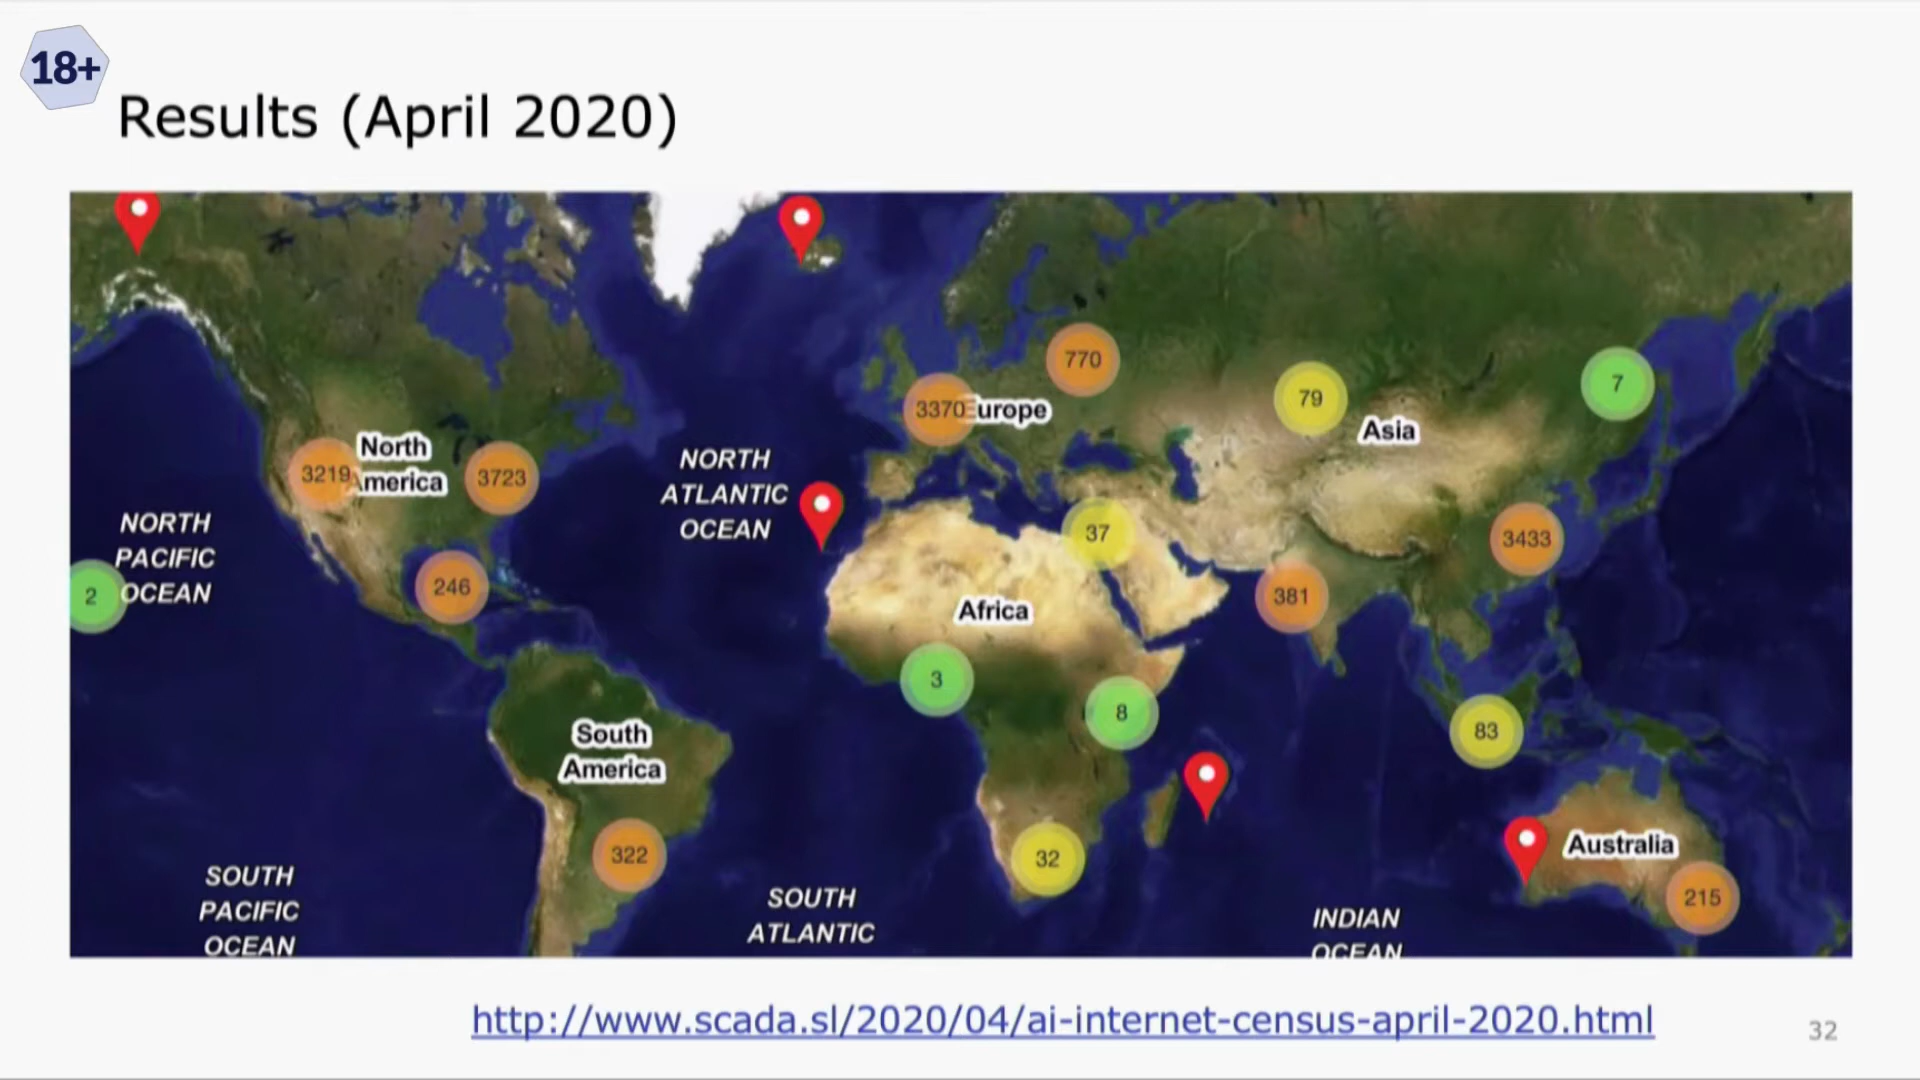 18+
Results (April 2020)
770
79
7
3370
Europe
Asia
North
America
3219
3723
NORTH
ATLANTIC
OCEAN
NORTH
PACIFIC
OCEAN
2
246
37
3433
381
Africa
3
8
83
South
America
322
32
Australia
215
SOUTH
PACIFIC
OCEAN
SOUTH
ATLANTIC
INDIAN
OCEAN
http://www.scada.sl/2020/04/ai-internet-census-april-2020.html
32